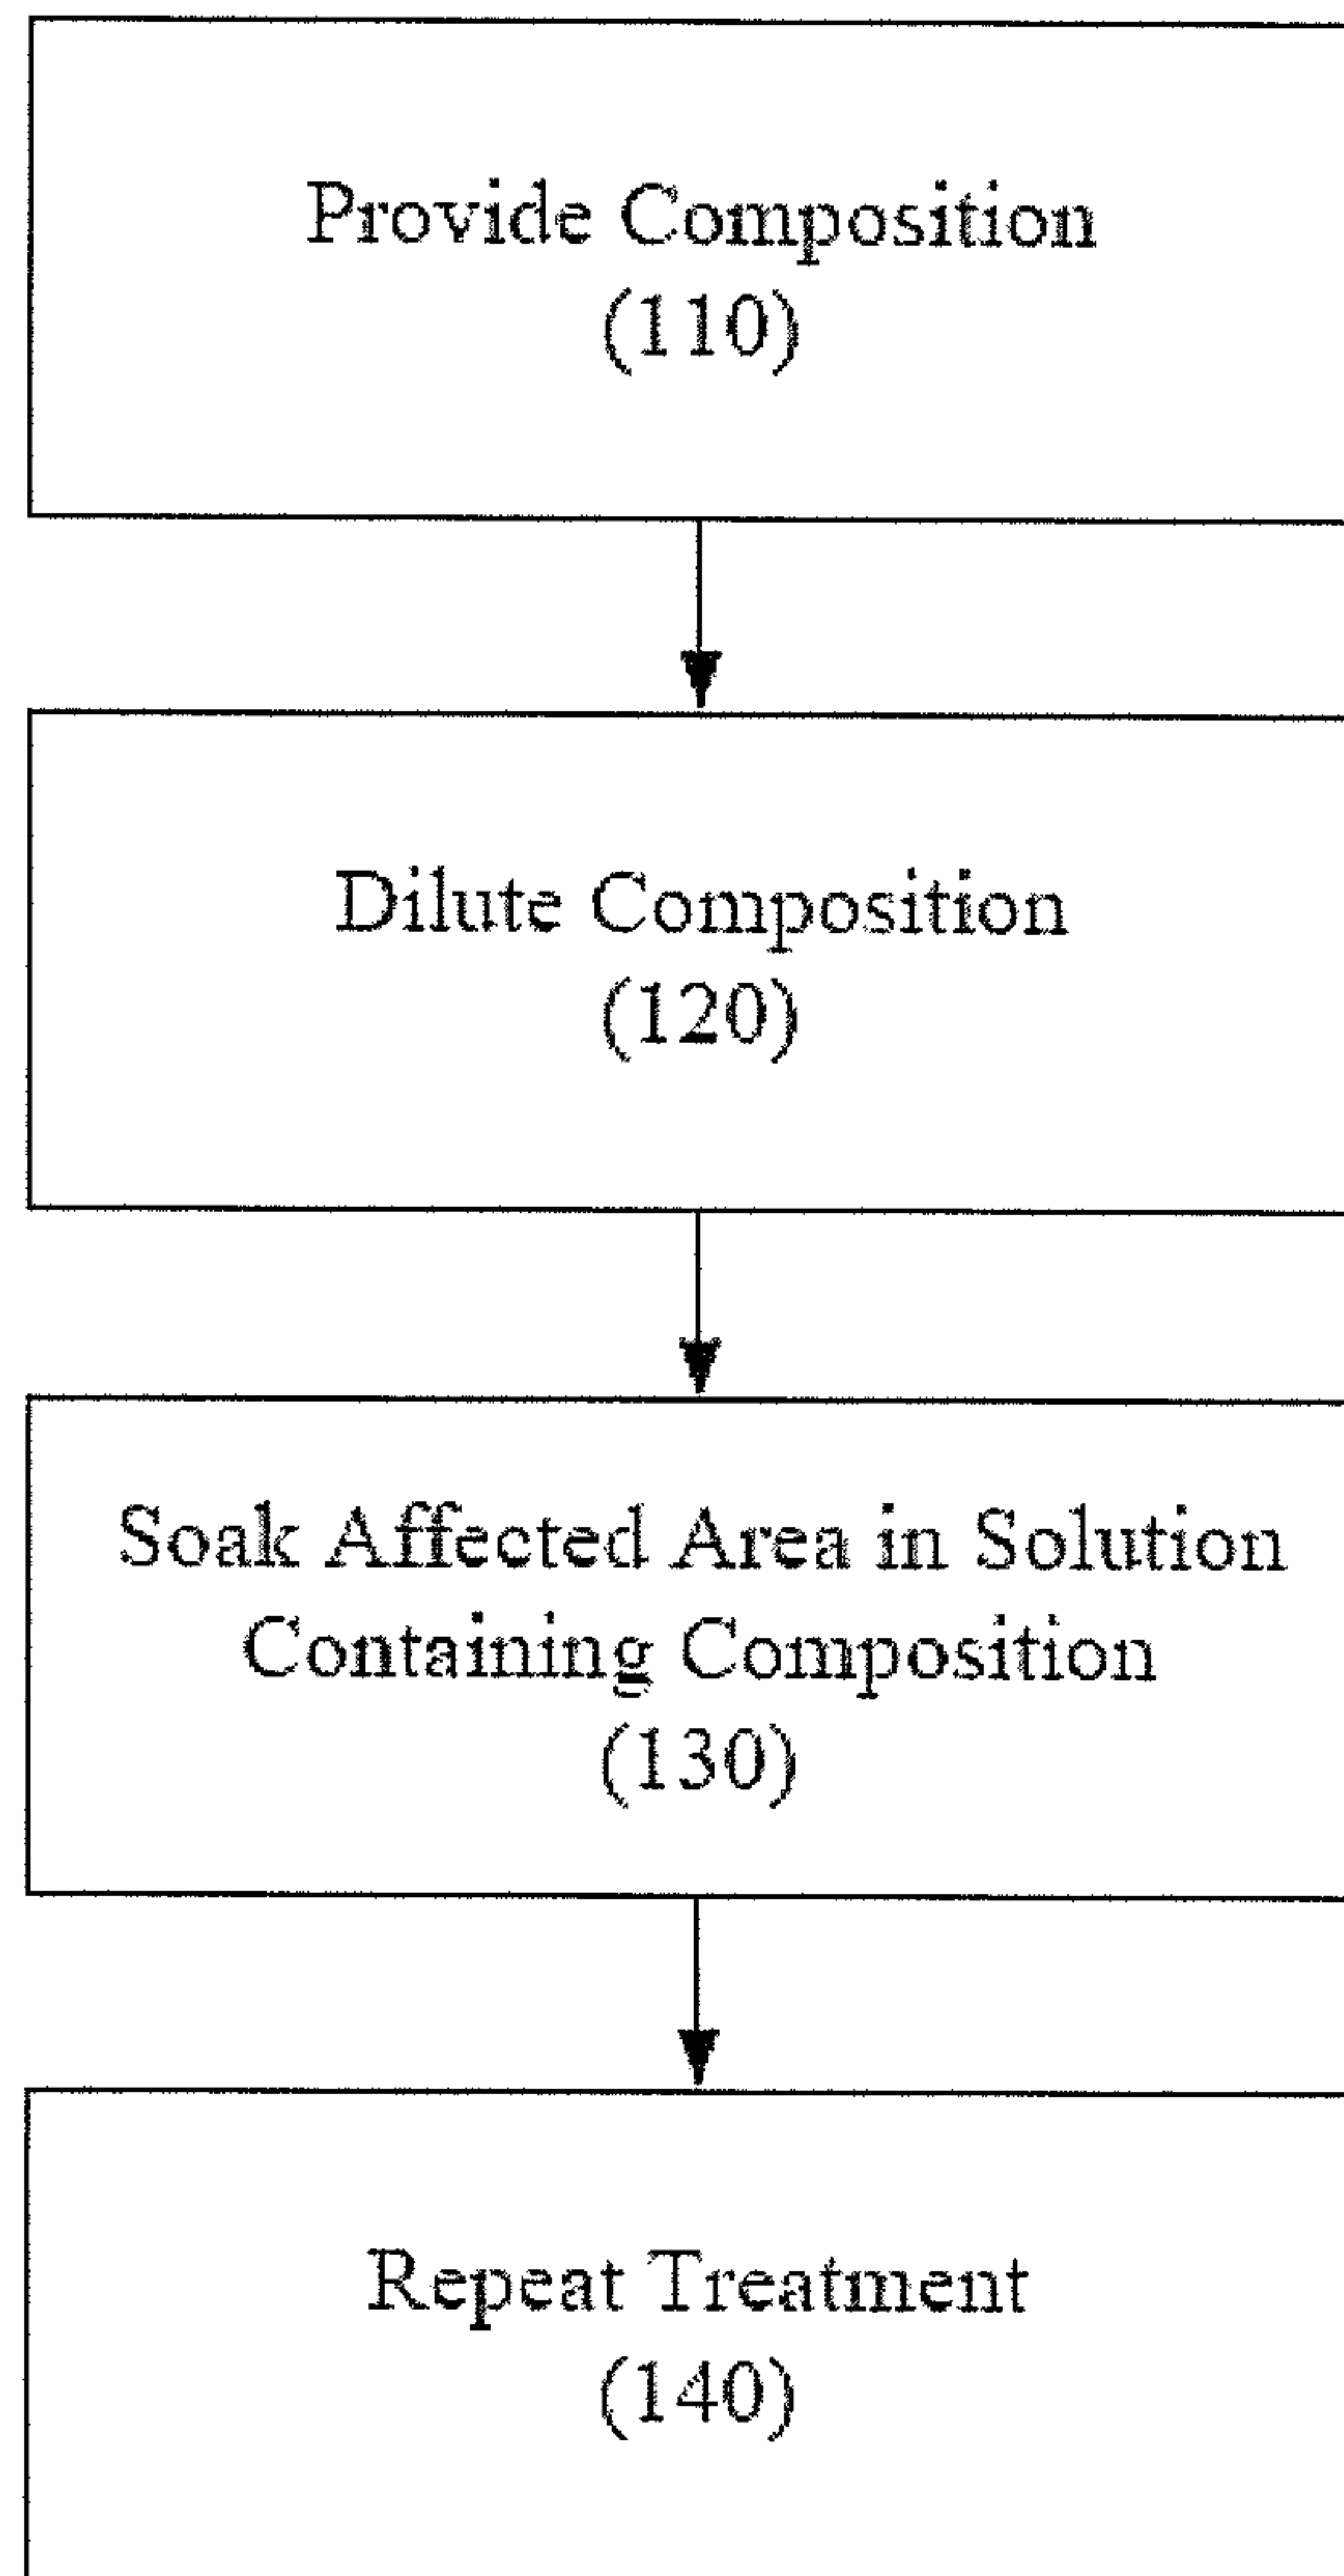 Provide Composition
(110)
Dilute Composition
(120)
Soak Affected Area in Solution
Containing Composition
(130)
Repeat Treatment
(140)